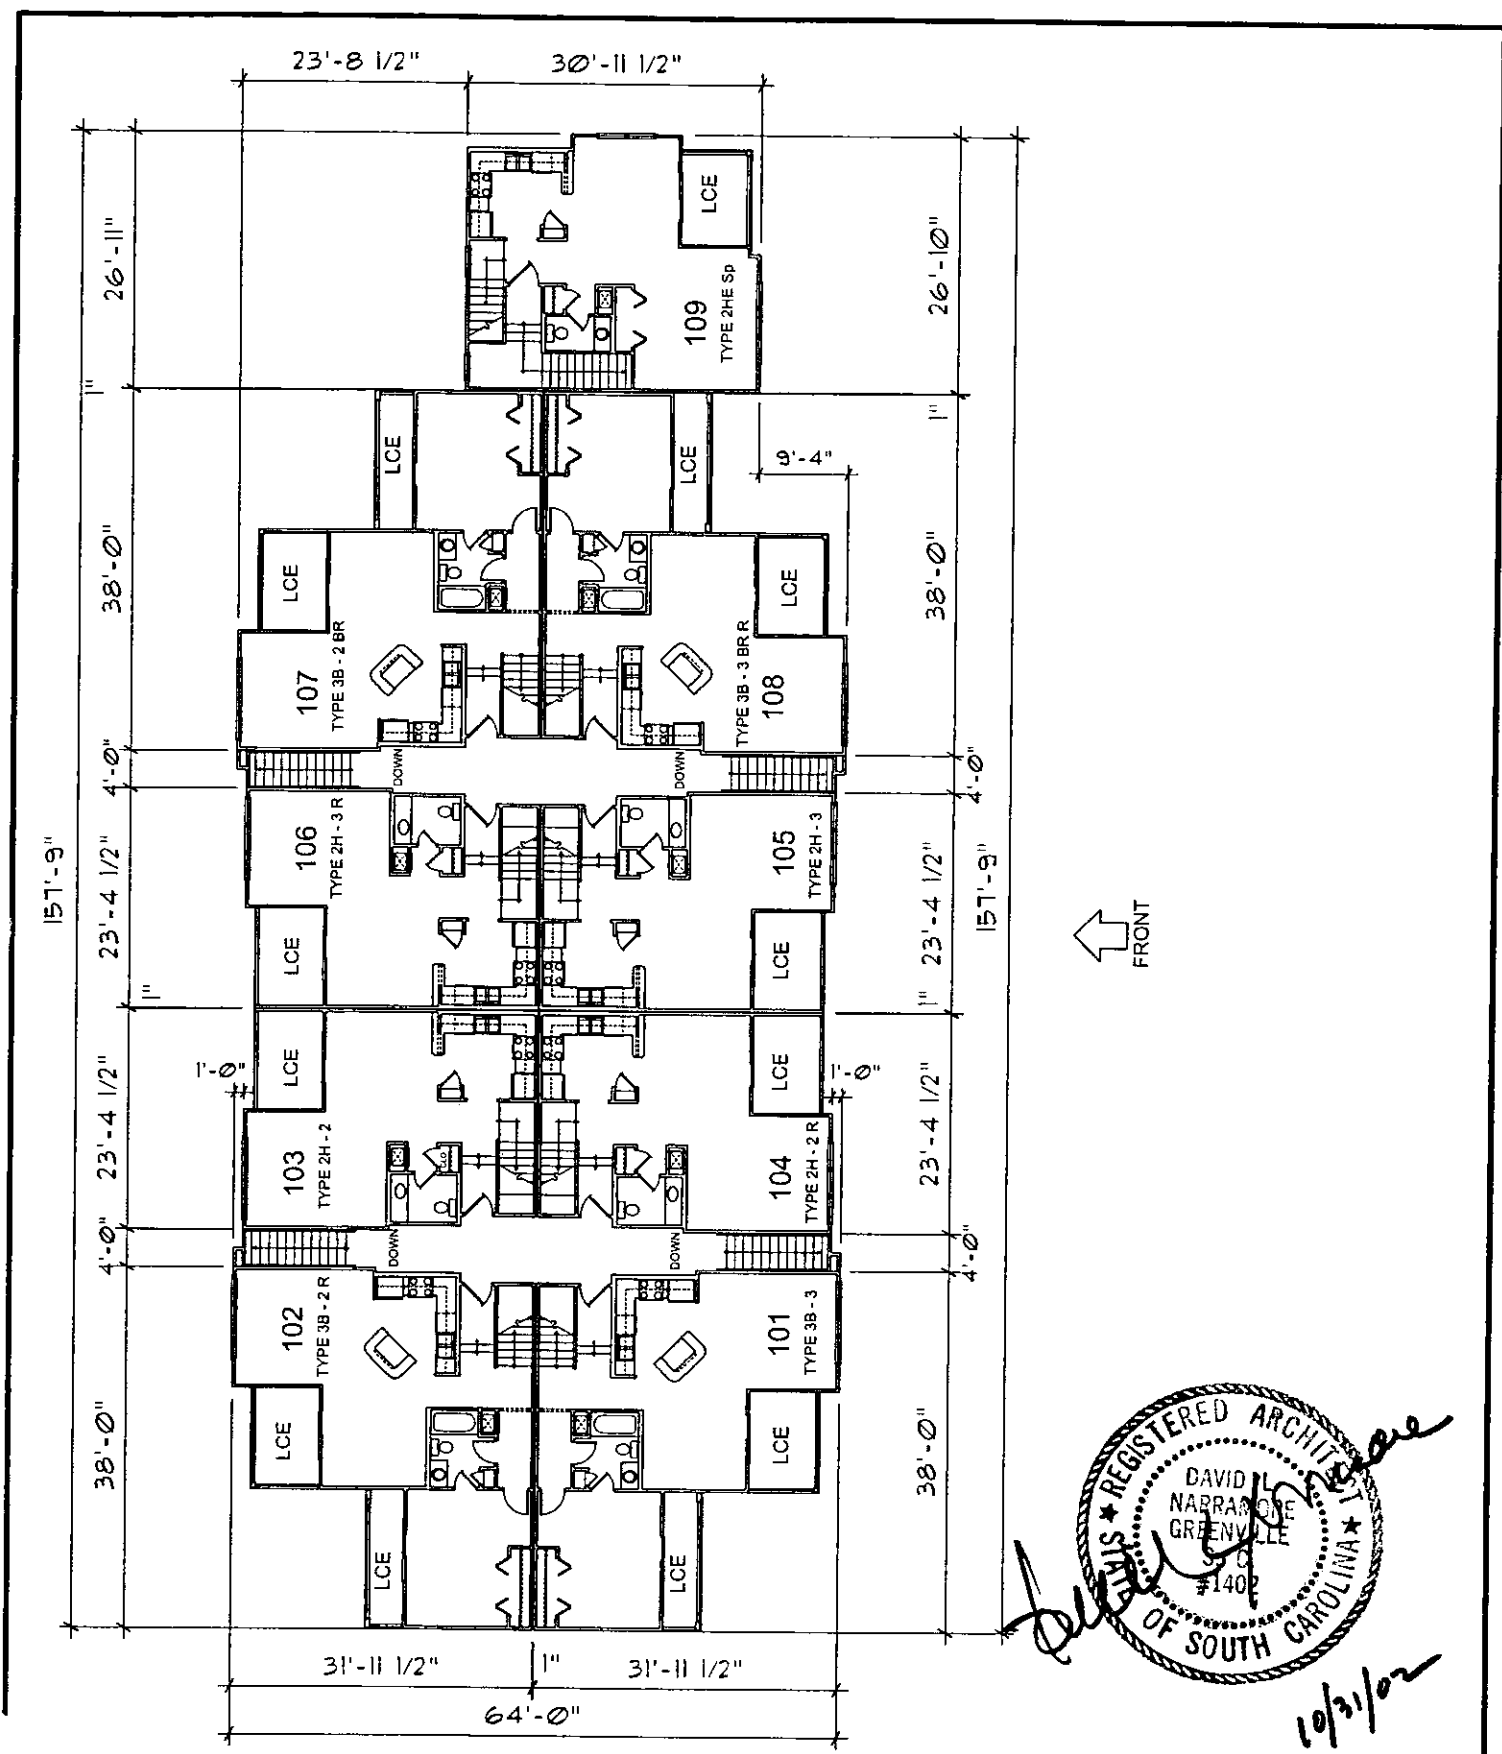 23'-8 1/2"
30'-11 1/2"
26'-11"
LCE
109
TYPE 2HE Sp
26'-10"
1"
1"
LCE
LCE
9'-4"
38'-0"
LCE
107
TYPE 3B - 2 BR
LCE
TYPE 3B - 3 BR R
108
38'-0"
4'-0"
DOWN
DOWN
4'-0"
157'-9"
106
TYPE 2H - 3 R
105
TYPE 2H - 3
23'-4 1/2"
LCE
LCE
23'-4 1/2"
157'-9"
FRONT
1"
1"
1'-0"
LCE
LCE
1'-0"
23'-4 1/2"
103
TYPE 2H - 2
CLO
104
TYPE 2H - 2 R
23'-4 1/2"
4'-0"
DOWN
DOWN
4'-0"
102
TYPE 3B - 2 R
101
TYPE 3B - 3
38'-0"
LCE
LCE
38'-0"
LCE
LCE
31'-11 1/2"
1"
31'-11 1/2"
64'-0"
STATE OF SOUTH CAROLINA ★ REGISTERED ARCHITECT ★
DAVID L.
NARRAMORE
GREENVILLE
S. C.
#1402
10/31/02